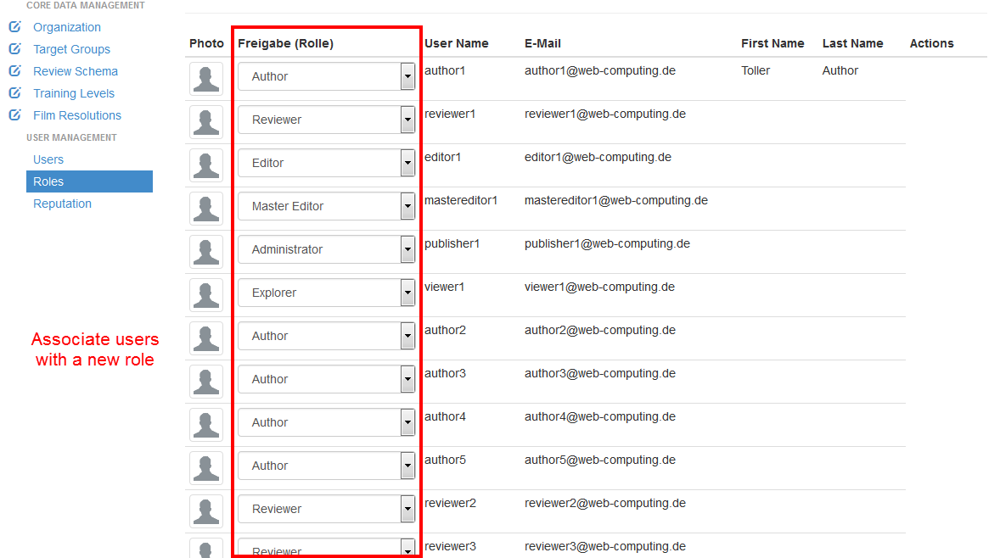 CORE DATA MANAGEMENT
Organization
Target Groups
Review Schema
Training Levels
Film Resolutions
USER MANAGEMENT
Users
Roles
Reputation
Associate users
with a new role
Photo Freigabe (Rolle) User Name E-Mail First Name Last Name Actions
Author author1 author1@web-computing.de Toller Author
Reviewer reviewer1 reviewer1@web-computing.de
Editor editor1 editor1@web-computing.de
Master Editor mastereditor1 mastereditor1@web-computing.de
Administrator publisher1 publisher1@web-computing.de
Explorer viewer1 viewer1@web-computing.de
Author author2 author2@web-computing.de
Author author3 author3@web-computing.de
Author author4 author4@web-computing.de
Author author5 author5@web-computing.de
Reviewer reviewer2 reviewer2@web-computing.de
Reviewer reviewer3 reviewer3@web-computing.de